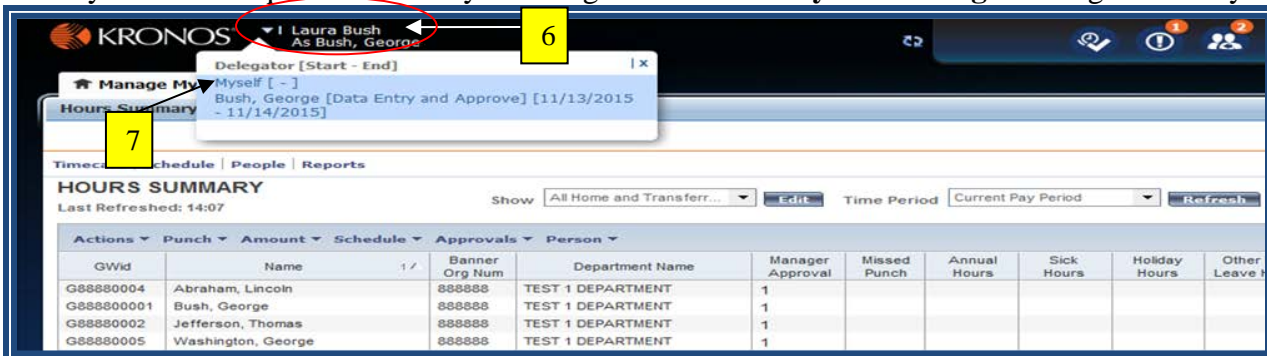 KRONOS
Laura Bush
As Bush, George
6
1
2
Delegator [Start - End] | x
Manage My
Myself [ - ]
Bush, George [Data Entry and Approve] [11/13/2015
- 11/14/2015]
Hours Summary
7
Schedule | People | Reports
HOURS SUMMARY
Last Refreshed: 14:07
Show All Home and Transferr... Edit Time Period Current Pay Period Refresh
Actions Punch Amount Schedule Approvals Person
GWid Name 1 / Banner Org Num Department Name Manager Approval Missed Punch Annual Hours Sick Hours Holiday Hours Other Leave
G88880004 Abraham, Lincoln 888888 TEST 1 DEPARTMENT 1
G888800001 Bush, George 888888 TEST 1 DEPARTMENT 1
G88880002 Jefferson, Thomas 888888 TEST 1 DEPARTMENT 1
G88880005 Washington, George 888888 TEST 1 DEPARTMENT 1